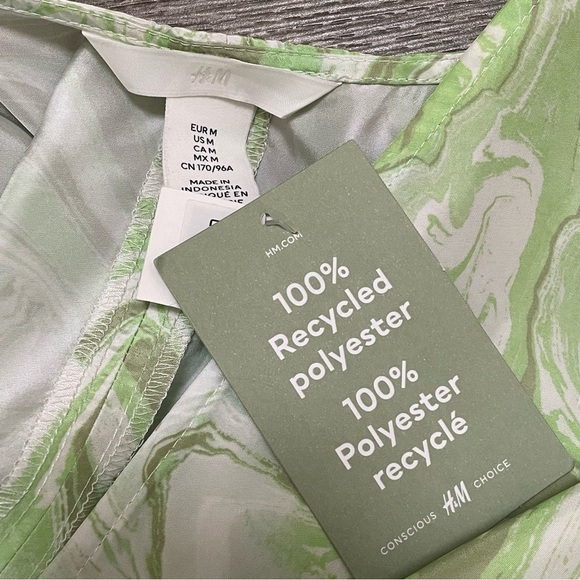 H&M
EUR M
US M
CA M
MX M
CN 170/96A
MADE IN
INDONESIA
HM.COM
100%
Recycled
polyester
100%
Polyester
recyclé
CONSCIOUS H&M CHOICE